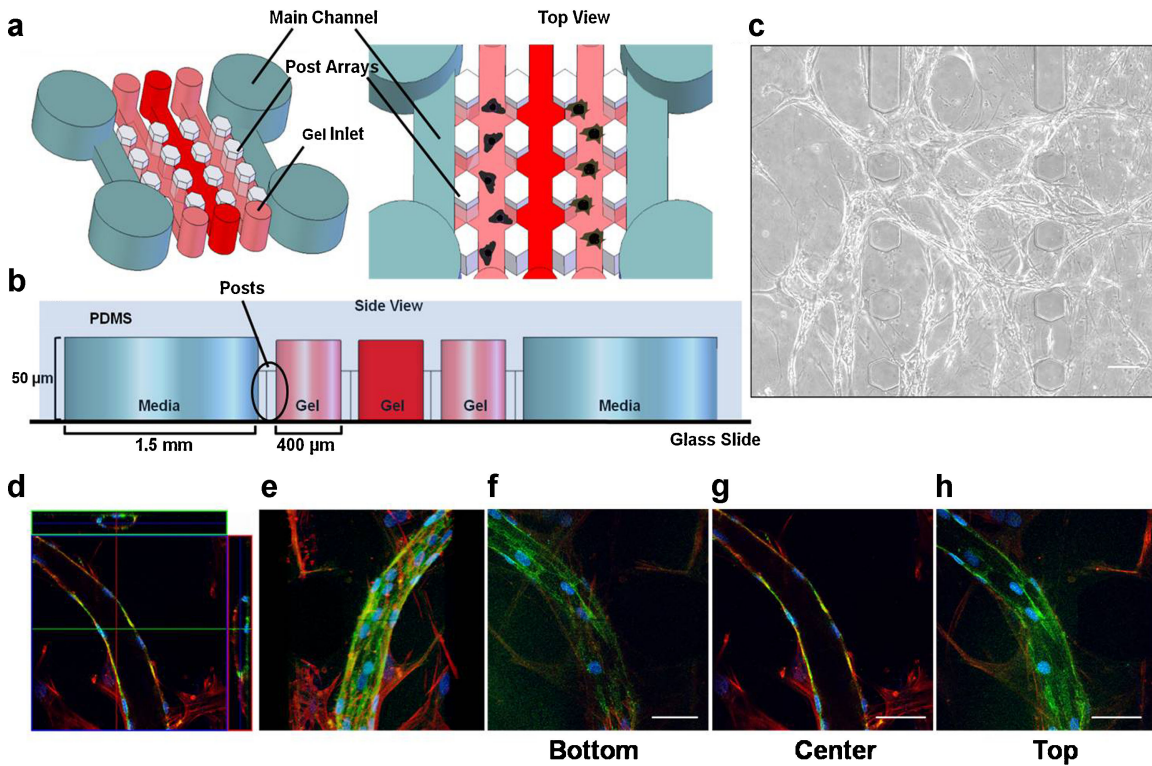 a
Main Channel
Top View
c
Post Arrays
Gel Inlet
b
Posts
Side View
PDMS
50 µm
Media
Gel
Gel
Gel
Media
1.5 mm
400 µm
Glass Slide
d
e
f
g
h
Bottom
Center
Top